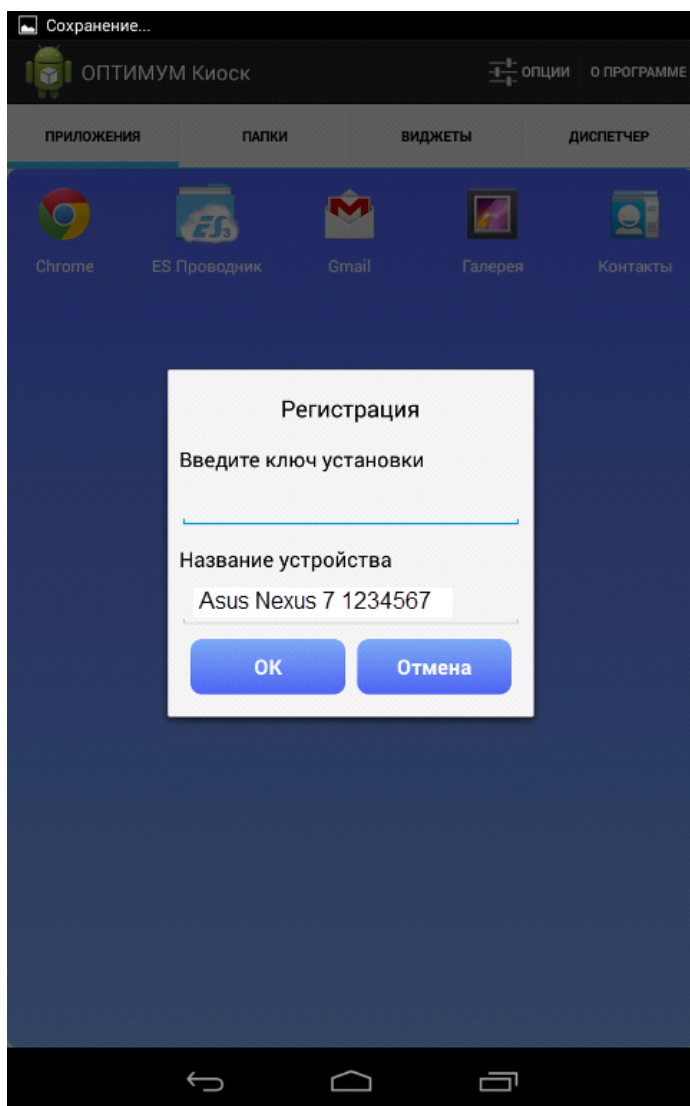 Сохранение...
ОПТИМУМ Киоск ОПЦИИ О ПРОГРАММЕ
ПРИЛОЖЕНИЯ ПАПКИ ВИДЖЕТЫ ДИСПЕТЧЕР
Chrome ES Проводник Gmail Галерея Контакты
Регистрация
Введите ключ установки
Название устройства
Asus Nexus 7 1234567
ОК Отмена